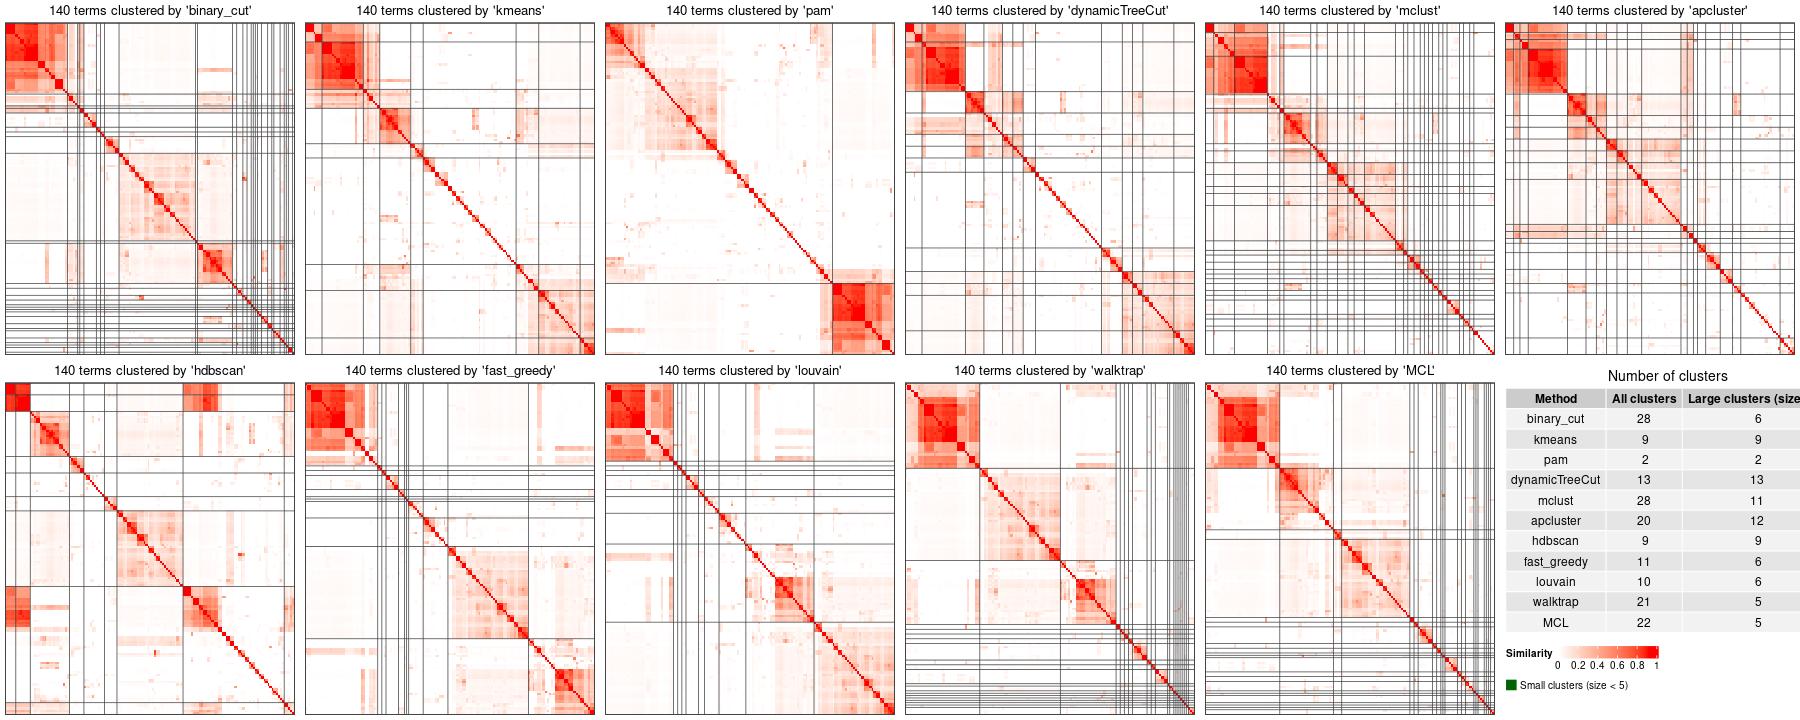 140 terms clustered by 'binary_cut'
140 terms clustered by 'kmeans'
140 terms clustered by 'pam'
140 terms clustered by 'dynamicTreeCut'
140 terms clustered by 'mclust'
140 terms clustered by 'apcluster'
140 terms clustered by 'hdbscan'
140 terms clustered by 'fast_greedy'
140 terms clustered by 'louvain'
140 terms clustered by 'walktrap'
140 terms clustered by 'MCL'
Number of clusters
Method All clusters Large clusters (size
binary_cut 28 6
kmeans 9 9
pam 2 2
dynamicTreeCut 13 13
mclust 28 11
apcluster 20 12
hdbscan 9 9
fast_greedy 11 6
louvain 10 6
walktrap 21 5
MCL 22 5
Similarity
0 0.2 0.4 0.6 0.8 1
Small clusters (size < 5)